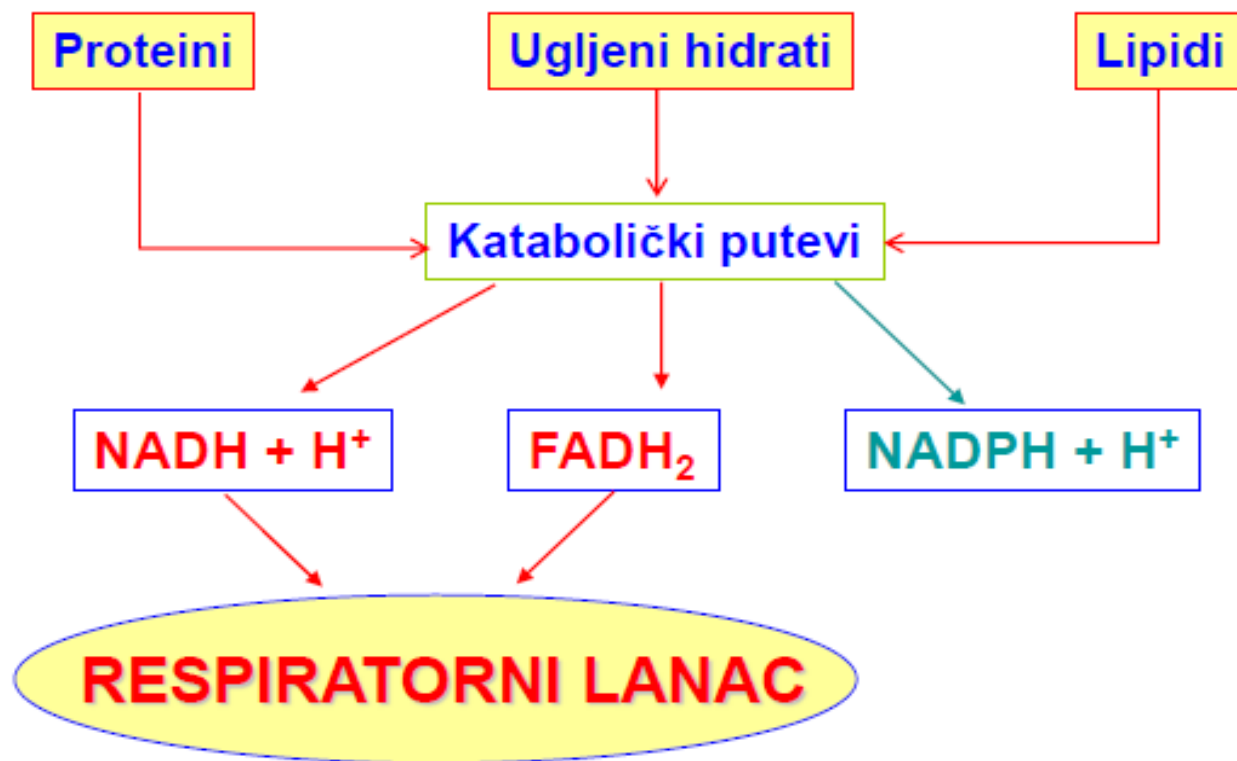 Proteini
Ugljeni hidrati
Lipidi
Katabolički putevi
NADH + H⁺
FADH₂
NADPH + H⁺
RESPIRATORNI LANAC